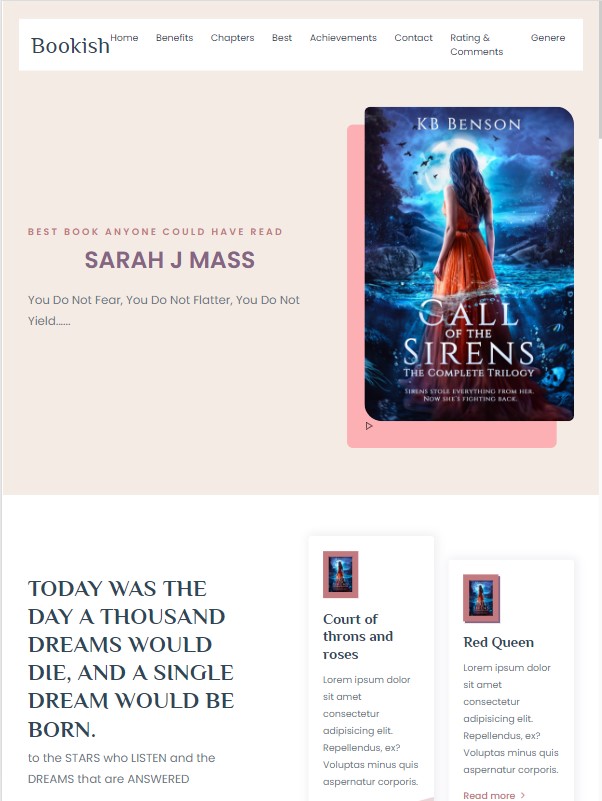 Bookish
Home Benefits Chapters Best Achievements Contact Rating & Genere
Comments
KB BENSON
CALL
OF THE
SIRENS
THE COMPLETE TRILOGY
SIRENS STOLE EVERYTHING FROM HER.
NOW SHE'S FIGHTING BACK.
BEST BOOK ANYONE COULD HAVE READ
SARAH J MASS
You Do Not Fear, You Do Not Flatter, You Do Not
Yield......
TODAY WAS THE
DAY A THOUSAND
DREAMS WOULD
DIE, AND A SINGLE
DREAM WOULD BE
BORN.
to the STARS who LISTEN and the
DREAMS that are ANSWERED
Court of
throns and
roses
Lorem ipsum dolor
sit amet
consectetur
adipisicing elit.
Repellendus, ex?
Voluptas minus quis
aspernatur corporis.
Red Queen
Lorem ipsum dolor
sit amet
consectetur
adipisicing elit.
Repellendus, ex?
Voluptas minus quis
aspernatur corporis.
Read more >